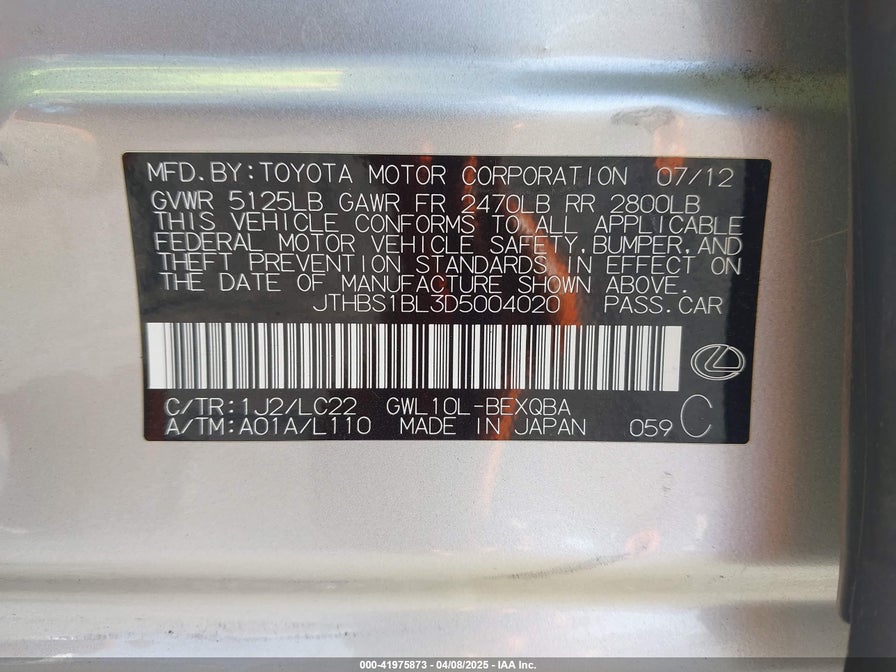 MFD.BY:TOYOTA MOTOR CORPORATION 07/12
GVWR 5125LB GAWR FR 2470LB RR 2800LB
THIS VEHICLE CONFORMS TO ALL APPLICABLE
FEDERAL MOTOR VEHICLE SAFETY,BUMPER,AND
THEFT PREVENTION STANDARDS IN EFFECT ON
THE DATE OF MANUFACTURE SHOWN ABOVE.
JTHBS1BL3D5004020 PASS.CAR
C/TR:1J2/LC22 GWL10L-BEXQBA
A/TM:A01A/L110 MADE IN JAPAN 059 C
000-41975873 - 04/08/2025 - IAA Inc.